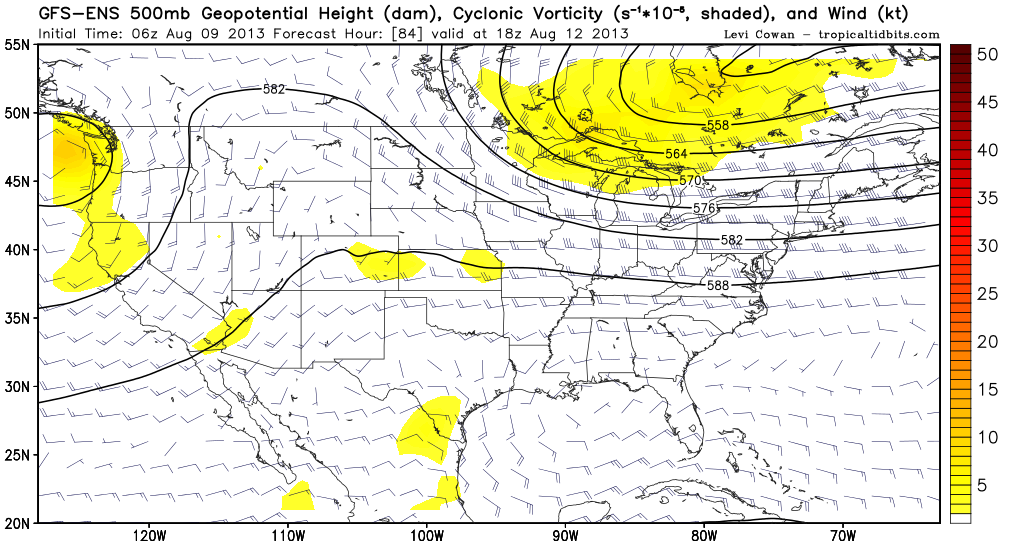 GFS-ENS 500mb Geopotential Height (dam), Cyclonic Vorticity (s⁻¹*10⁻⁵, shaded), and Wind (kt)
Initial Time: 06z Aug 09 2013 Forecast Hour: [84] valid at 18z Aug 12 2013
Levi Cowan – tropicaltidbits.com
55N
50N
45N
40N
35N
30N
25N
20N
582
558
564
570
576
582
588
50
45
40
35
30
25
20
15
10
5
120W
110W
100W
90W
80W
70W